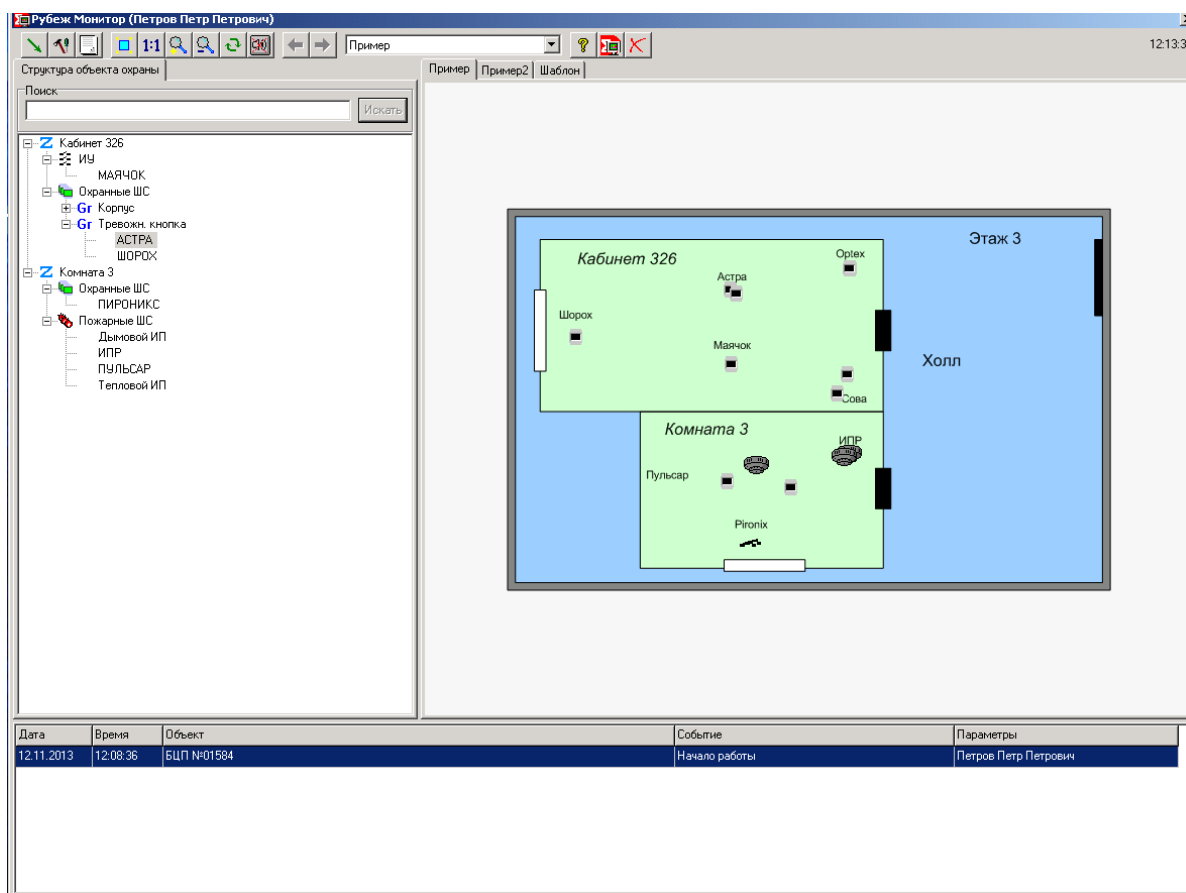 Рубеж Монитор (Петров Петр Петрович)
1:1
Пример
12:13:3
Структура объекта охраны
Пример Пример2 Шаблон
Поиск
Искать
Z Кабинет 326
ИУ
МАЯЧОК
Охранные ШС
Gr Корпус
Gr Тревожн. кнопка
АСТРА
ШОРОХ
Z Комната 3
Охранные ШС
ПИРОНИКС
Пожарные ШС
Дымовой ИП
ИПР
ПУЛЬСАР
Тепловой ИП
Этаж 3
Кабинет 326
Optex
Астра
Шорох
Маячок
Холл
Сова
Комната 3
ИПР
Пульсар
Pironix
Дата Время Объект Событие Параметры
12.11.2013 12:08:36 БЦП №01584 Начало работы Петров Петр Петрович